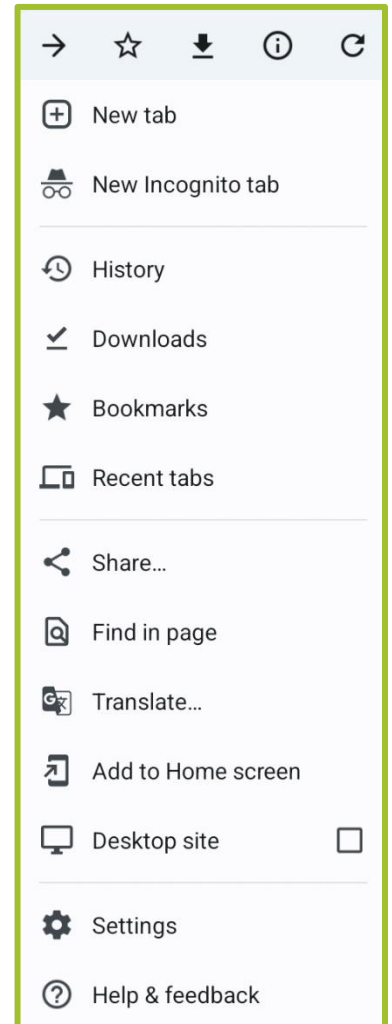 New tab
New Incognito tab
History
Downloads
Bookmarks
Recent tabs
Share...
Find in page
Translate...
Add to Home screen
Desktop site
Settings
Help & feedback